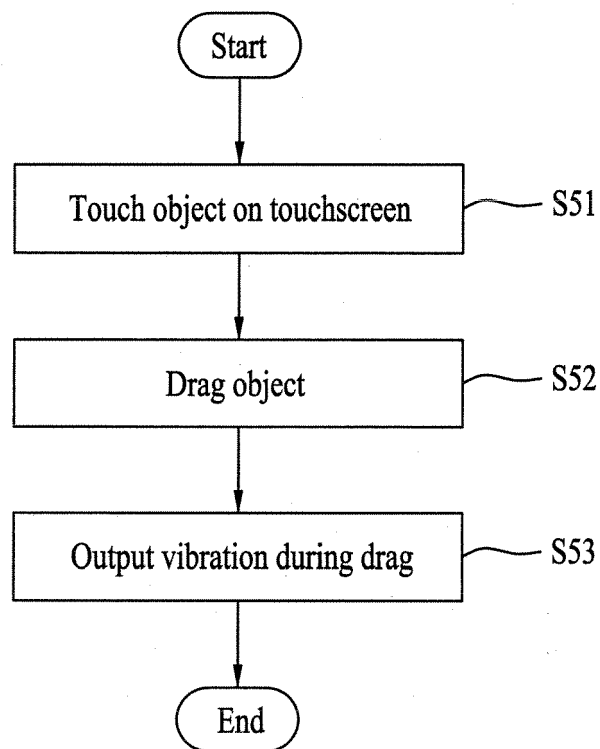 Start
Touch object on touchscreen
S51
Drag object
S52
Output vibration during drag
S53
End